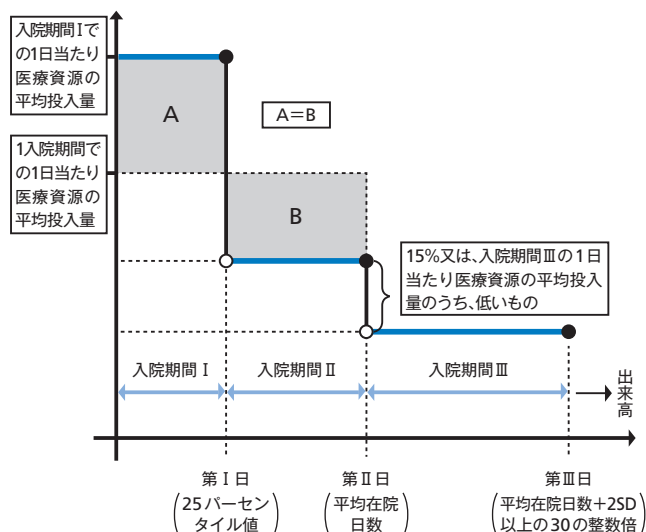 入院期間Ⅰで
の1日当たり
医療資源の
平均投入量
A
A=B
1入院期間で
の1日当たり
医療資源の
平均投入量
B
15%又は、入院期間Ⅲの1日
当たり医療資源の平均投入
量のうち、低いもの
入院期間Ⅰ
入院期間Ⅱ
入院期間Ⅲ
出来高
第Ⅰ日
(25パーセン
タイル値)
第Ⅱ日
(平均在院
日数)
第Ⅲ日
(平均在院日数+2SD
以上の30の整数倍)